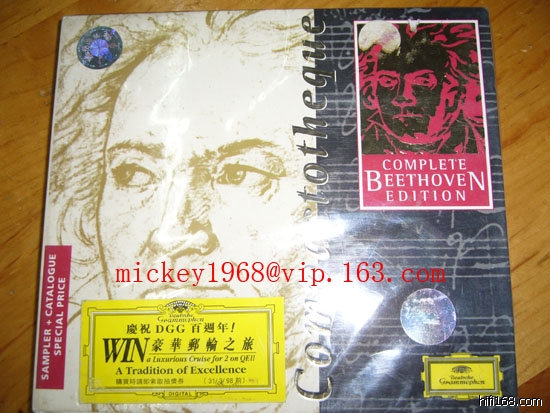 Compactotheque
COMPLETE
BEETHOVEN
EDITION
mickey1968@vip.163.com
SAMPLER + CATALOGUE
SPECIAL PRICE
Deutsche
Grammophon
慶祝 DGG 百週年!
WIN 豪華郵輪之旅
a Luxurious Cruise for 2 on QEII
A Tradition of Excellence
DIGITAL
Deutsche
Grammophon
hifi168.com